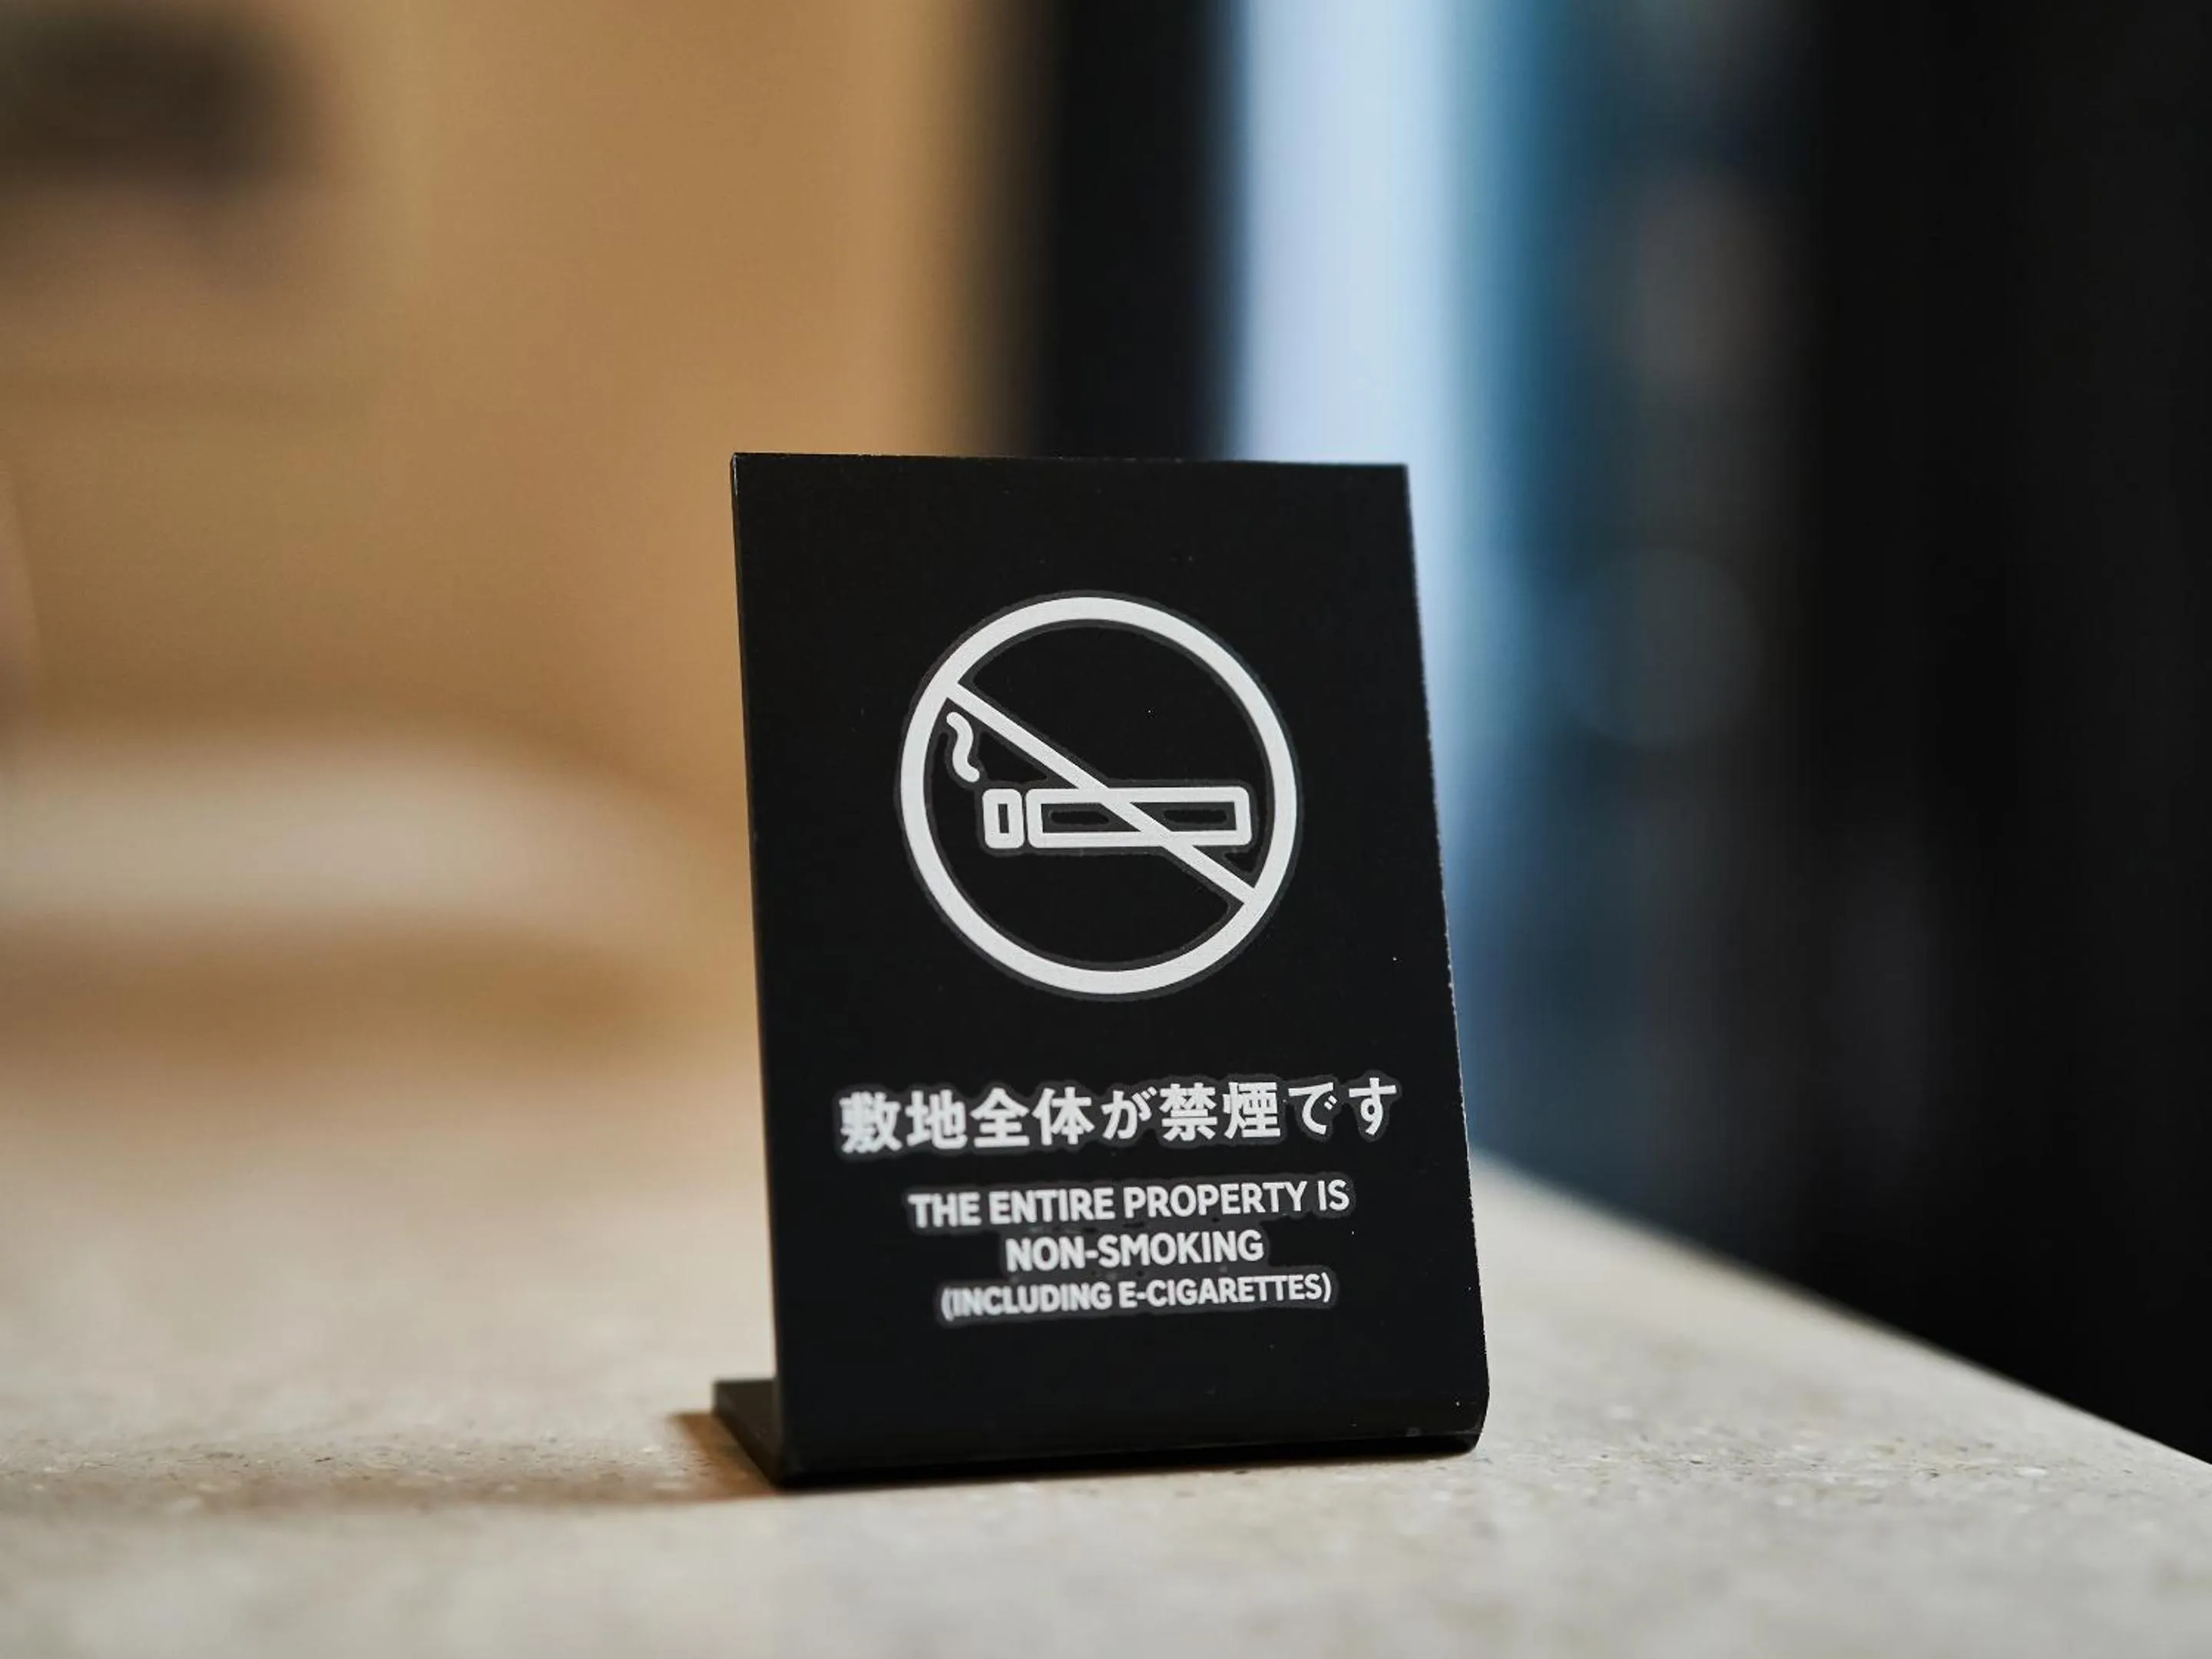 敷地全体が禁煙です
THE ENTIRE PROPERTY IS
NON-SMOKING
(INCLUDING E-CIGARETTES)